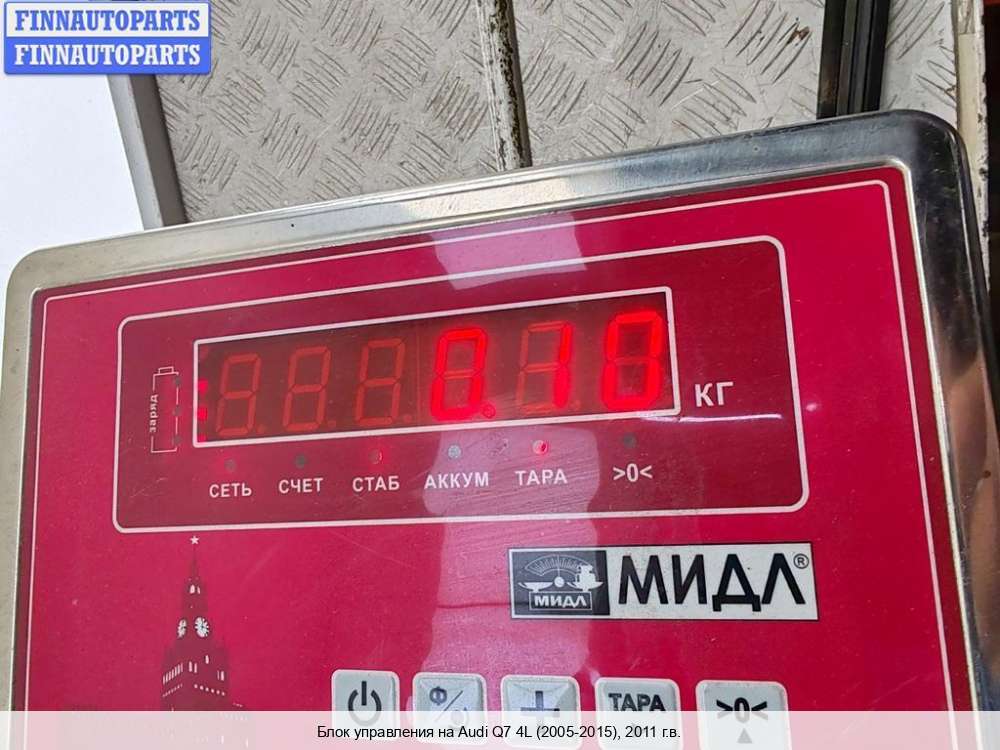 FINNAUTOPARTS
FINNAUTOPARTS
0.10
КГ
заряд
СЕТЬ СЧЕТ СТАБ АККУМ ТАРА >0<
МИДЛ МИДЛ®
Ф/ + ТАРА >0<
Блок управления на Audi Q7 4L (2005-2015), 2011 г.в.